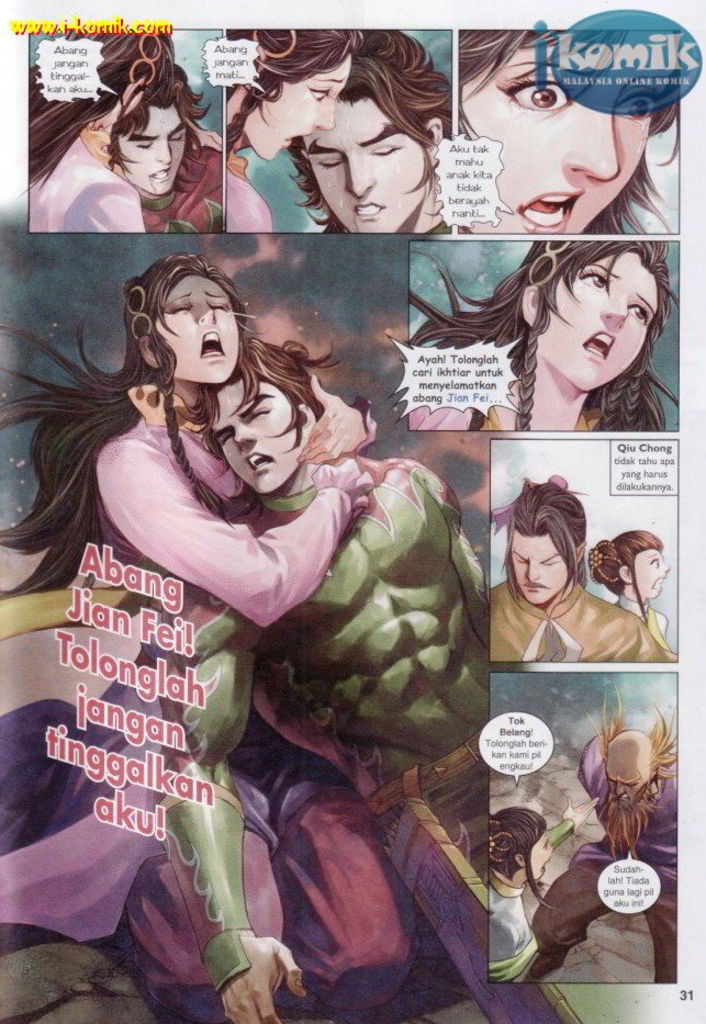 www.i-komik.com
ikomik
MALAYSIA ONLINE KOMIK
Abang
jangan
tinggal-
kan aku...
Abang
jangan
mati...
Aku tak
mahu
anak kita
tidak
berayah
nanti...
Ayah! Tolonglah
cari ikhtiar untuk
menyelamatkan
abang Jian Fei...
Abang
Jian Fei!
Tolonglah
jangan
tinggalkan
aku!
Qiu Chong
tidak tahu apa
yang harus
dilakukannya.
Tok
Belang!
Tolonglah beri-
kan kami pil
engkau!
Sudah-
lah! Tiada
guna lagi pil
aku ini!
31